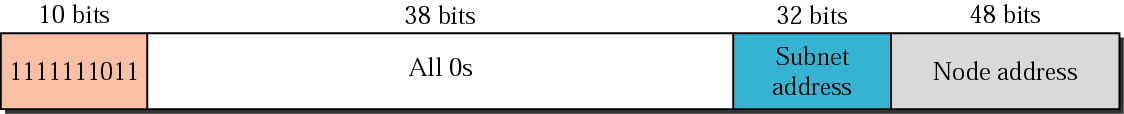 10 bits
38 bits
32 bits
48 bits
1111111011
All 0s
Subnet
address
Node address